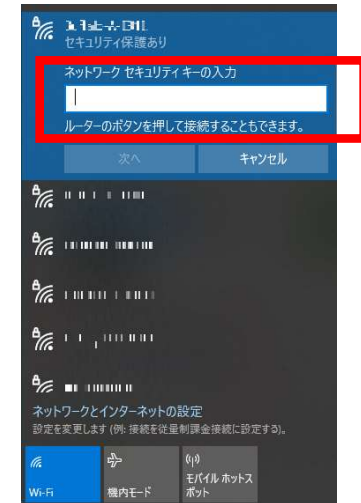 セキュリティ保護あり
ネットワーク セキュリティ キーの入力
ルーターのボタンを押して接続することもできます。
次へ
キャンセル
ネットワークとインターネットの設定
設定を変更します (例: 接続を従量制課金接続に設定する)。
Wi-Fi
機内モード
モバイル ホットス
ポット